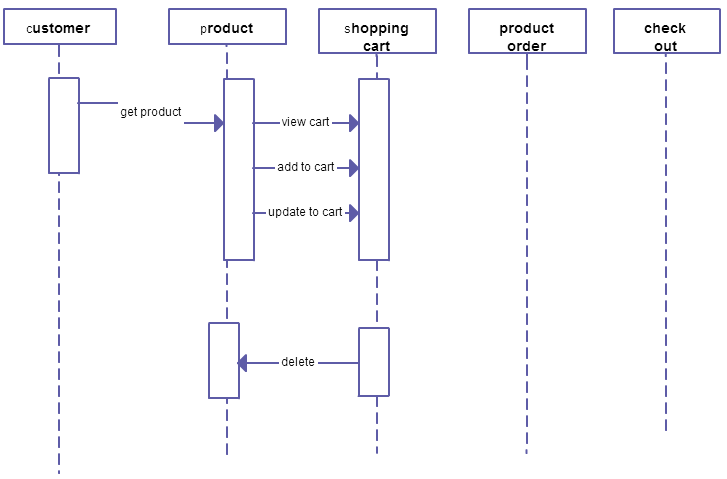 customer
product
shopping
cart
product
order
check
out
get product
view cart
add to cart
update to cart
delete